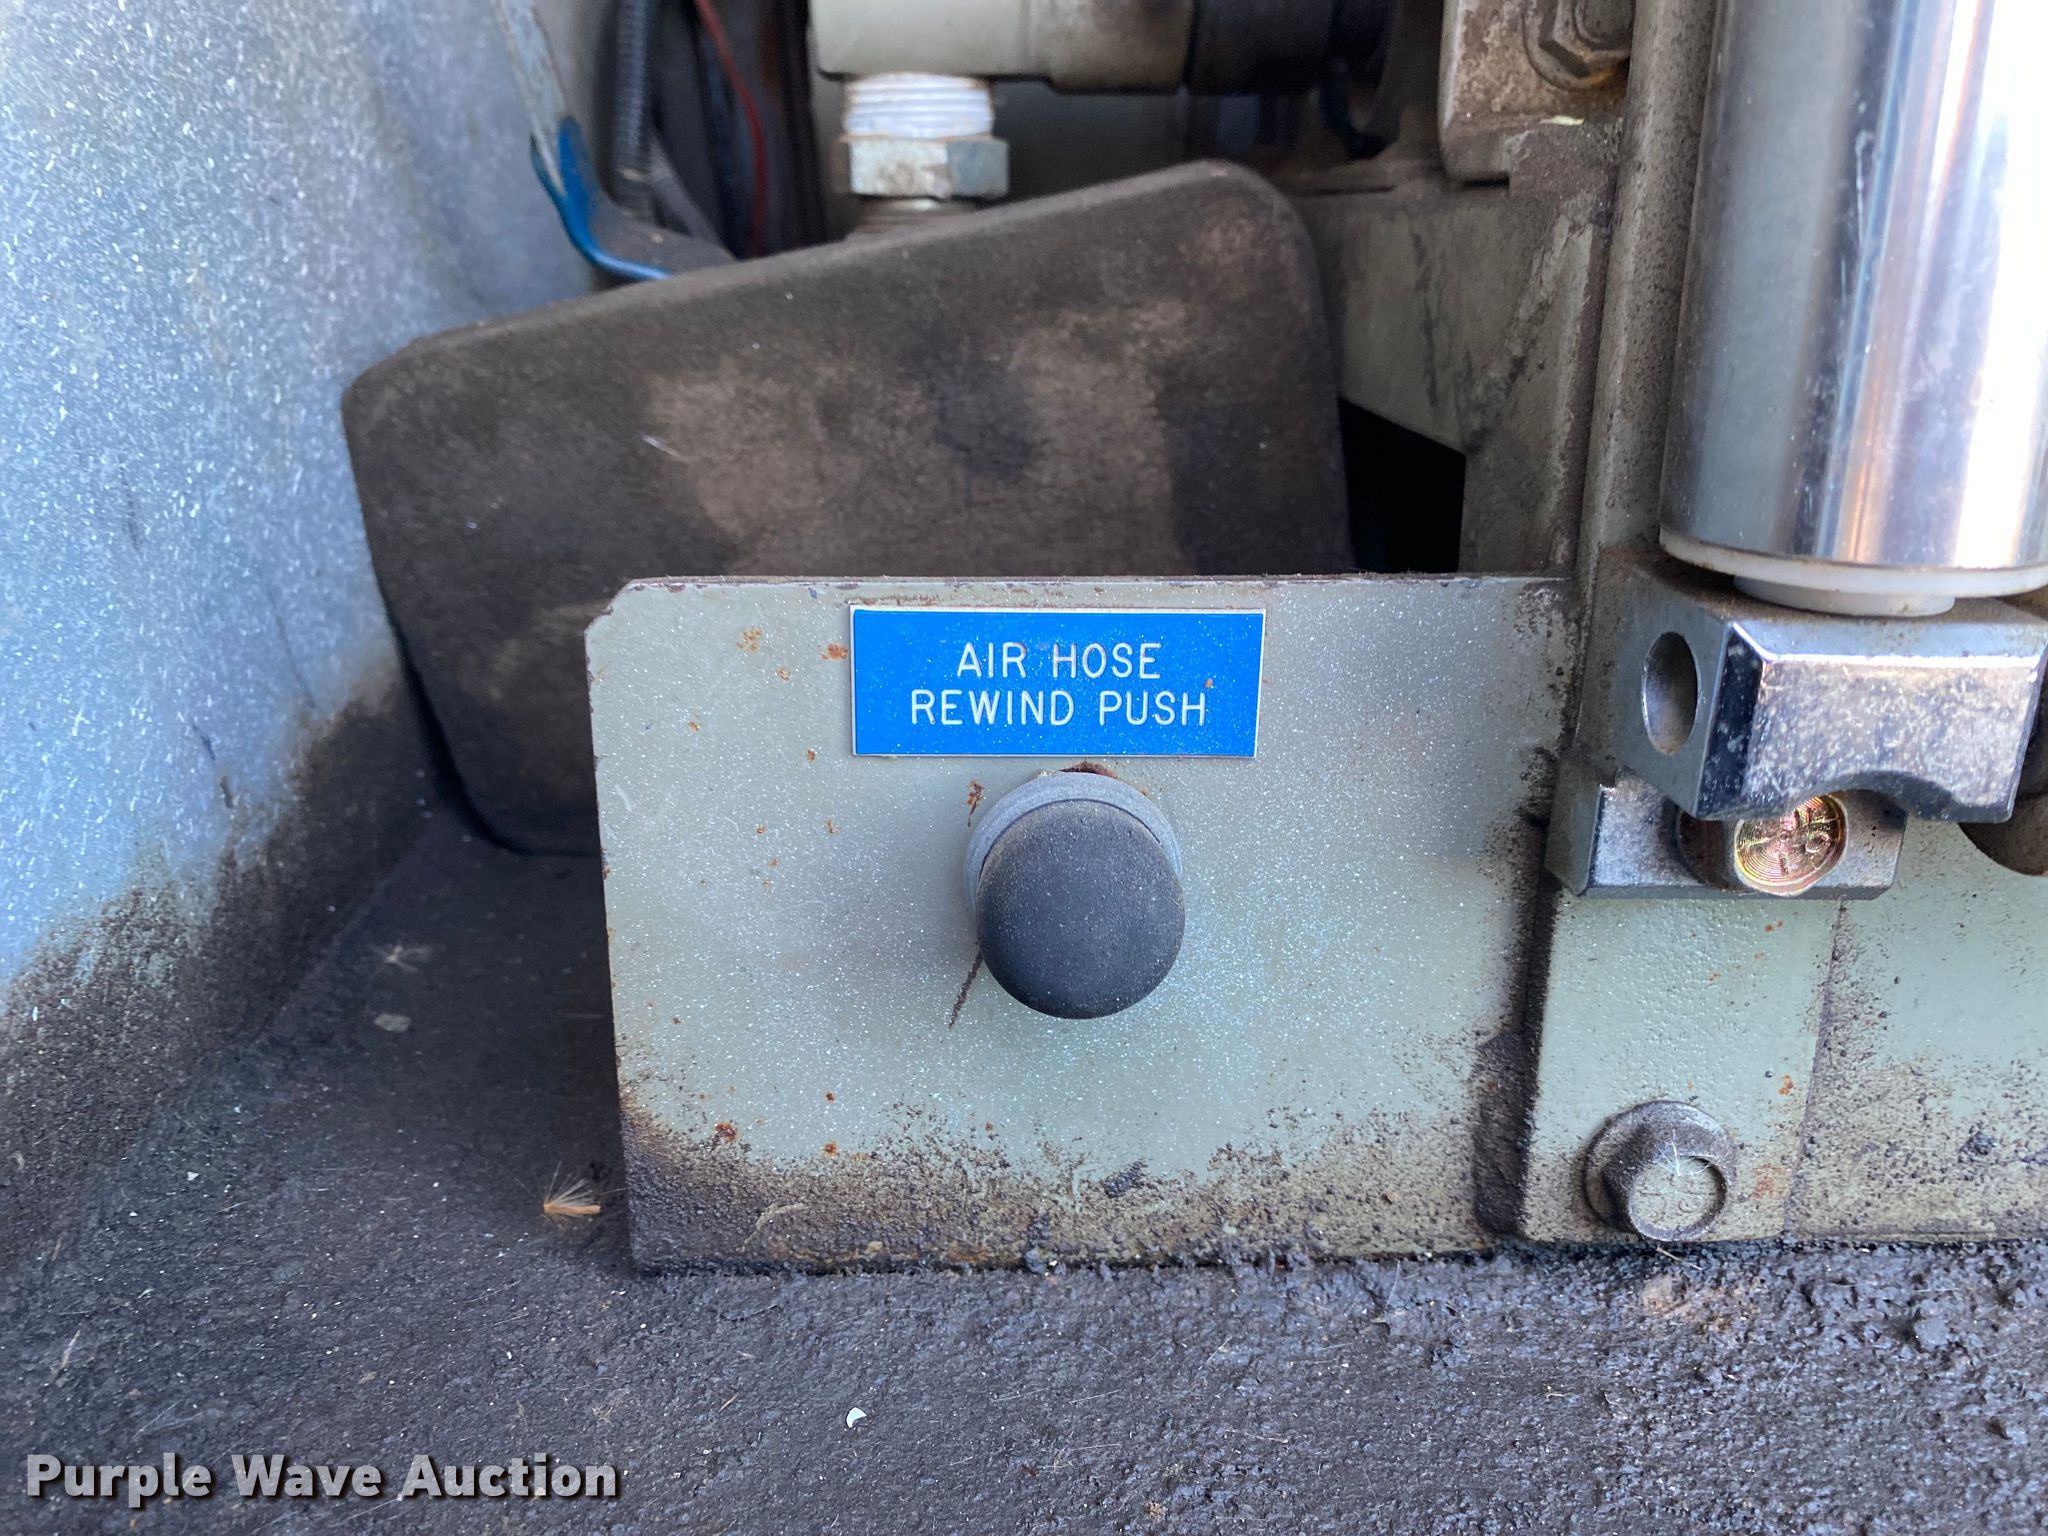 AIR HOSE
REWIND PUSH
Purple Wave Auction